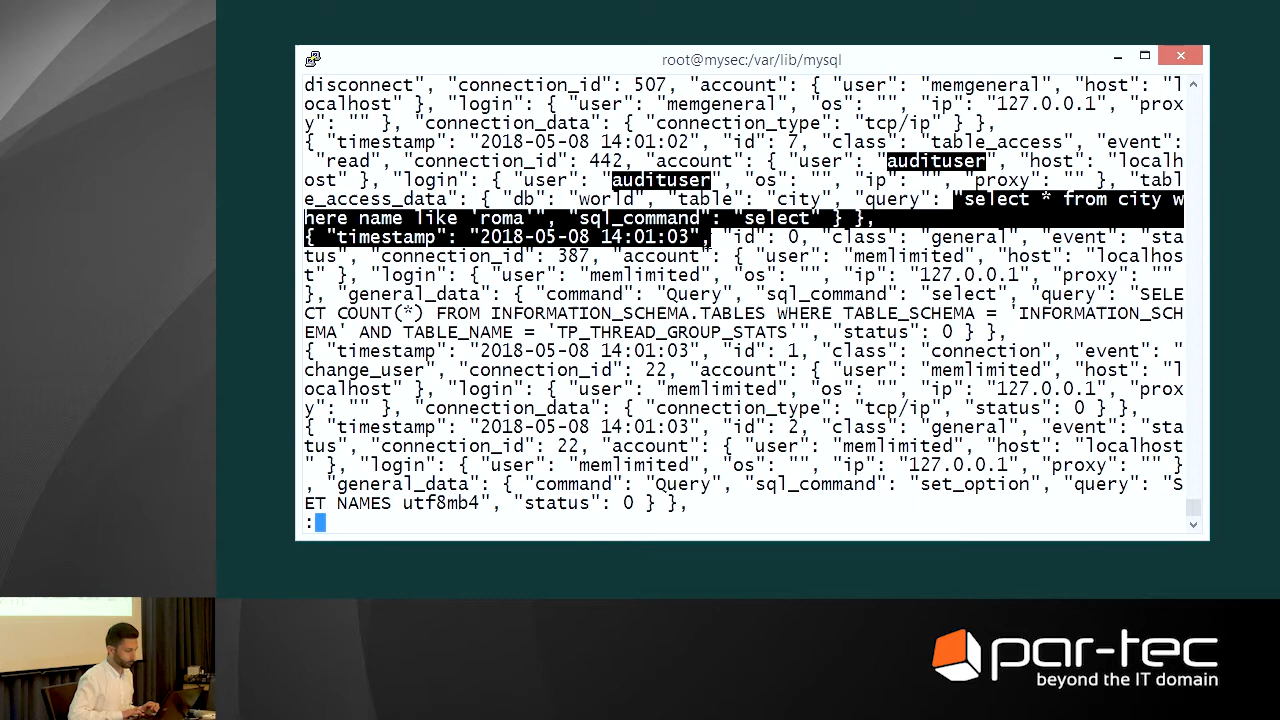 root@mysec:/var/lib/mysql
disconnect", "connection_id": 507, "account": { "user": "memgeneral", "host": "l
ocalhost" }, "login": { "user": "memgeneral", "os": "", "ip": "127.0.0.1", "prox
y": "" }, "connection_data": { "connection_type": "tcp/ip" } },
{ "timestamp": "2018-05-08 14:01:02", "id": 7, "class": "table_access", "event":
 "read", "connection_id": 442, "account": { "user": "audituser", "host": "localh
ost" }, "login": { "user": "audituser", "os": "", "ip": "", "proxy": "" }, "tabl
e_access_data": { "db": "world", "table": "city", "query": "select * from city w
here name like 'roma'", "sql_command": "select" } },
{ "timestamp": "2018-05-08 14:01:03", "id": 0, "class": "general", "event": "sta
tus", "connection_id": 387, "account": { "user": "memlimited", "host": "localhos
t" }, "login": { "user": "memlimited", "os": "", "ip": "127.0.0.1", "proxy": ""
}, "general_data": { "command": "Query", "sql_command": "select", "query": "SELE
CT COUNT(*) FROM INFORMATION_SCHEMA.TABLES WHERE TABLE_SCHEMA = 'INFORMATION_SCH
EMA' AND TABLE_NAME = 'TP_THREAD_GROUP_STATS'", "status": 0 } },
{ "timestamp": "2018-05-08 14:01:03", "id": 1, "class": "connection", "event": "
change_user", "connection_id": 22, "account": { "user": "memlimited", "host": "l
ocalhost" }, "login": { "user": "memlimited", "os": "", "ip": "127.0.0.1", "prox
y": "" }, "connection_data": { "connection_type": "tcp/ip", "status": 0 } },
{ "timestamp": "2018-05-08 14:01:03", "id": 2, "class": "general", "event": "sta
tus", "connection_id": 22, "account": { "user": "memlimited", "host": "localhost
" }, "login": { "user": "memlimited", "os": "", "ip": "127.0.0.1", "proxy": "" }
, "general_data": { "command": "Query", "sql_command": "set_option", "query": "S
ET NAMES utf8mb4", "status": 0 } },
:
par-tec
beyond the IT domain